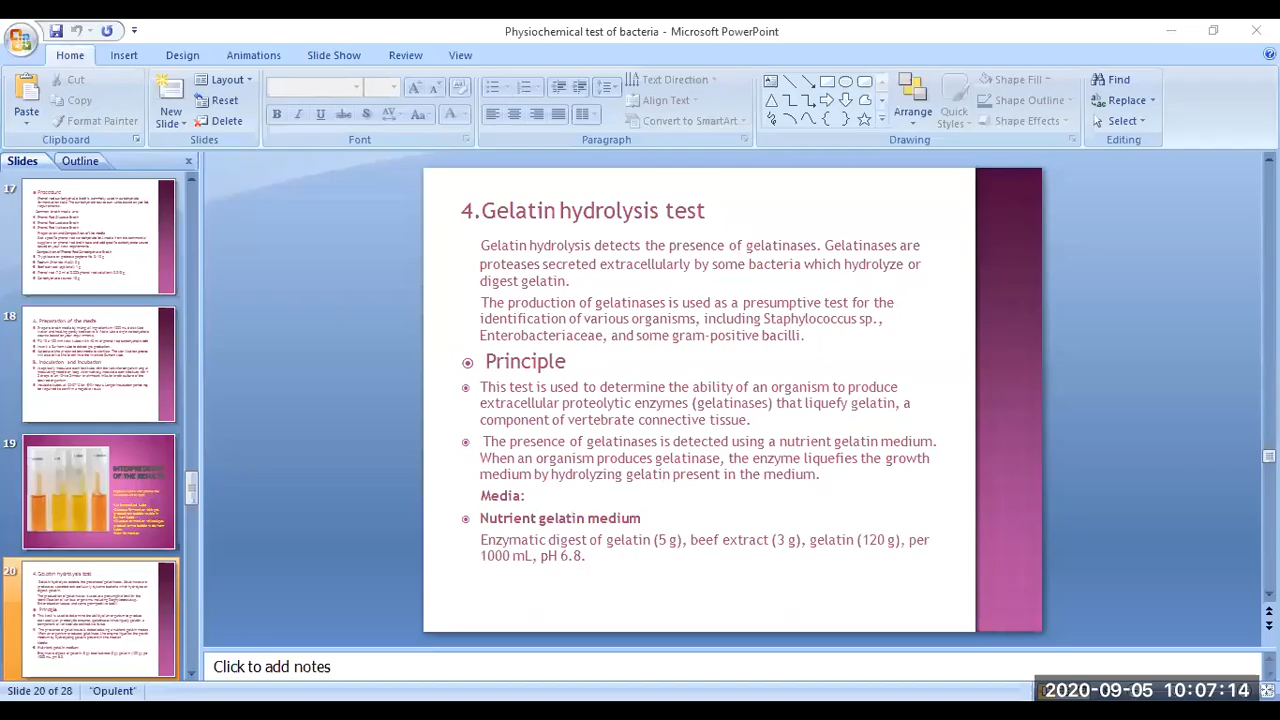 Physiochemical test of bacteria - Microsoft PowerPoint
Home Insert Design Animations Slide Show Review View
Paste
Cut
Copy
Format Painter
Clipboard
New Slide
Layout
Reset
Delete
Slides
Font
Paragraph
Text Direction
Align Text
Convert to SmartArt
Drawing
Arrange
Quick Styles
Shape Fill
Shape Outline
Shape Effects
Find
Replace
Select
Editing
Slides Outline
17
18
19
20
4.Gelatin hydrolysis test
Gelatin hydrolysis detects the presence of gelatinases. Gelatinases are
proteases secreted extracellularly by some bacteria which hydrolyze or
digest gelatin.
The production of gelatinases is used as a presumptive test for the
identification of various organisms, including Staphylococcus sp.,
Enterobacteriaceae, and some gram-positive bacilli.
Principle
This test is used to determine the ability of an organism to produce
extracellular proteolytic enzymes (gelatinases) that liquefy gelatin, a
component of vertebrate connective tissue.
The presence of gelatinases is detected using a nutrient gelatin medium.
When an organism produces gelatinase, the enzyme liquefies the growth
medium by hydrolyzing gelatin present in the medium.
Media:
Nutrient gelatin medium
Enzymatic digest of gelatin (5 g), beef extract (3 g), gelatin (120 g), per
1000 mL, pH 6.8.
Click to add notes
Slide 20 of 28 "Opulent"
2020-09-05 10:07:14